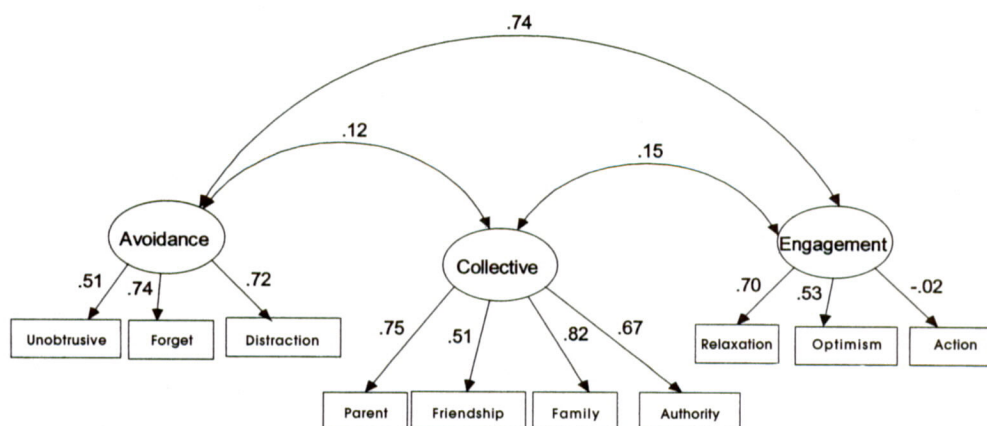 .74
.12
.15
Avoidance
Collective
Engagement
.51
.74
.72
.75
.51
.82
.67
.70
.53
-.02
Unobtrusive
Forget
Distraction
Parent
Friendship
Family
Authority
Relaxation
Optimism
Action